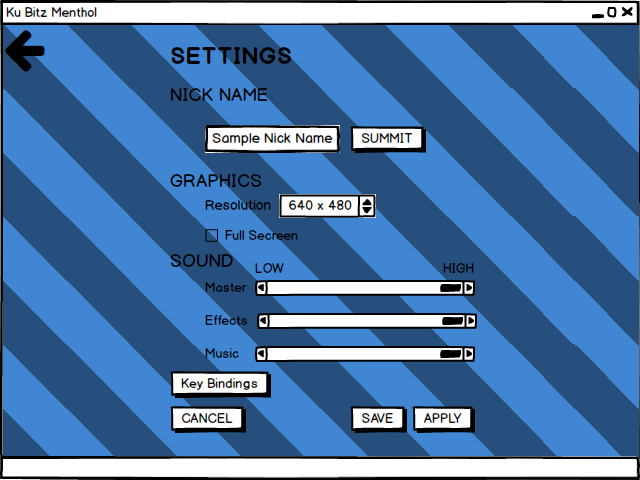 Ku Bitz Menthol
SETTINGS
NICK NAME
Sample Nick Name SUMMIT
GRAPHICS
Resolution 640 x 480
Full Secreen
SOUND LOW HIGH
Master
Effects
Music
Key Bindings
CANCEL SAVE APPLY